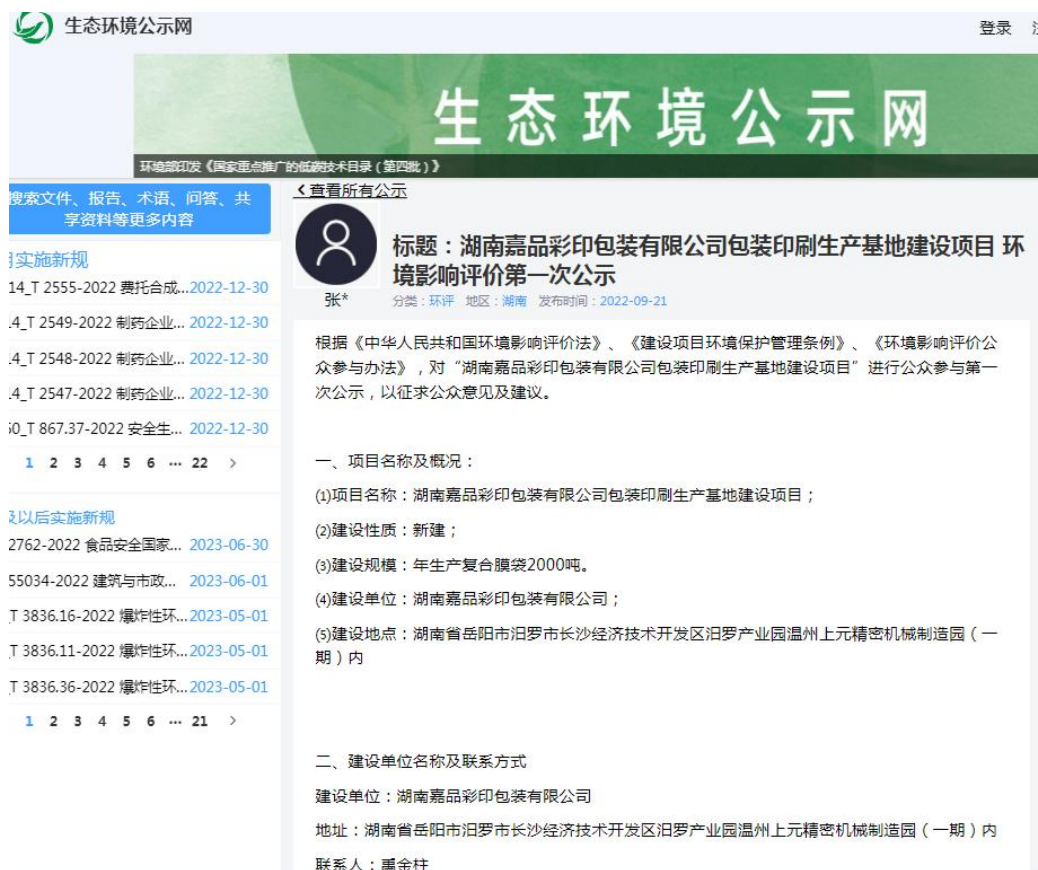 生态环境公示网
登录
生态环境公示网
环境部印发《国家重点推广的低碳技术目录（第四批）》
搜索文件、报告、术语、问答、共
享资料等更多内容
实施新规
14_T 2555-2022 费托合成...2022-12-30
4_T 2549-2022 制药企业... 2022-12-30
4_T 2548-2022 制药企业... 2022-12-30
4_T 2547-2022 制药企业... 2022-12-30
0_T 867.37-2022 安全生... 2022-12-30
1 2 3 4 5 6 ... 22 >
及以后实施新规
2762-2022 食品安全国家... 2023-06-30
55034-2022 建筑与市政... 2023-06-01
_T 3836.16-2022 爆炸性环...2023-05-01
_T 3836.11-2022 爆炸性环...2023-05-01
_T 3836.36-2022 爆炸性环...2023-05-01
1 2 3 4 5 6 ... 21 >
<查看所有公示
张*
标题：湖南嘉品彩印包装有限公司包装印刷生产基地建设项目 环
境影响评价第一次公示
分类：环评 地区：湖南 发布时间：2022-09-21
根据《中华人民共和国环境影响评价法》、《建设项目环境保护管理条例》、《环境影响评价公
众参与办法》，对“湖南嘉品彩印包装有限公司包装印刷生产基地建设项目”进行公众参与第一
次公示，以征求公众意见及建议。
一、项目名称及概况：
(1)项目名称：湖南嘉品彩印包装有限公司包装印刷生产基地建设项目；
(2)建设性质：新建；
(3)建设规模：年生产复合膜袋2000吨。
(4)建设单位：湖南嘉品彩印包装有限公司；
(5)建设地点：湖南省岳阳市汨罗市长沙经济技术开发区汨罗产业园温州上元精密机械制造园（一
期）内
二、建设单位名称及联系方式
建设单位：湖南嘉品彩印包装有限公司
地址：湖南省岳阳市汨罗市长沙经济技术开发区汨罗产业园温州上元精密机械制造园（一期）内
联系人：禹金柱